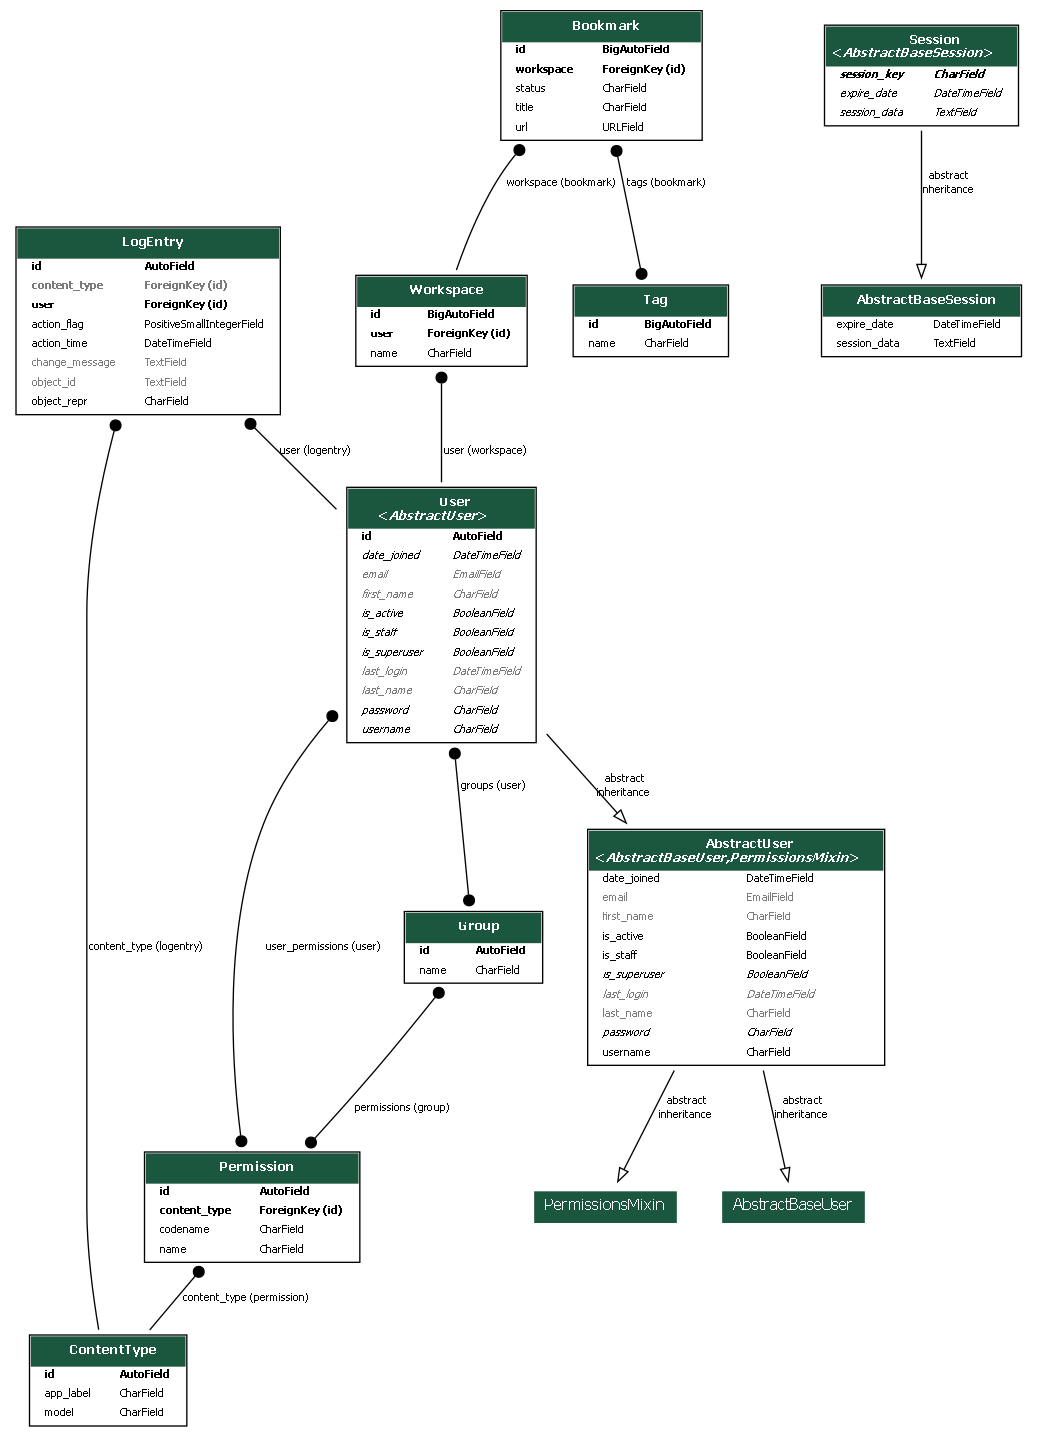 Bookmark
id BigAutoField
workspace ForeignKey (id)
status CharField
title CharField
url URLField
Session
<AbstractBaseSession>
session_key CharField
expire_date DateTimeField
session_data TextField
workspace (bookmark)
tags (bookmark)
abstract
inheritance
LogEntry
id AutoField
content_type ForeignKey (id)
user ForeignKey (id)
action_flag PositiveSmallIntegerField
action_time DateTimeField
change_message TextField
object_id TextField
object_repr CharField
Workspace
id BigAutoField
user ForeignKey (id)
name CharField
Tag
id BigAutoField
name CharField
AbstractBaseSession
expire_date DateTimeField
session_data TextField
user (logentry)
user (workspace)
User
<AbstractUser>
id AutoField
date_joined DateTimeField
email EmailField
first_name CharField
is_active BooleanField
is_staff BooleanField
is_superuser BooleanField
last_login DateTimeField
last_name CharField
password CharField
username CharField
groups (user)
abstract
inheritance
AbstractUser
<AbstractBaseUser,PermissionsMixin>
date_joined DateTimeField
email EmailField
first_name CharField
is_active BooleanField
is_staff BooleanField
is_superuser BooleanField
last_login DateTimeField
last_name CharField
password CharField
username CharField
content_type (logentry)
user_permissions (user)
Group
id AutoField
name CharField
permissions (group)
abstract
inheritance
abstract
inheritance
Permission
id AutoField
content_type ForeignKey (id)
codename CharField
name CharField
PermissionsMixin
AbstractBaseUser
content_type (permission)
ContentType
id AutoField
app_label CharField
model CharField